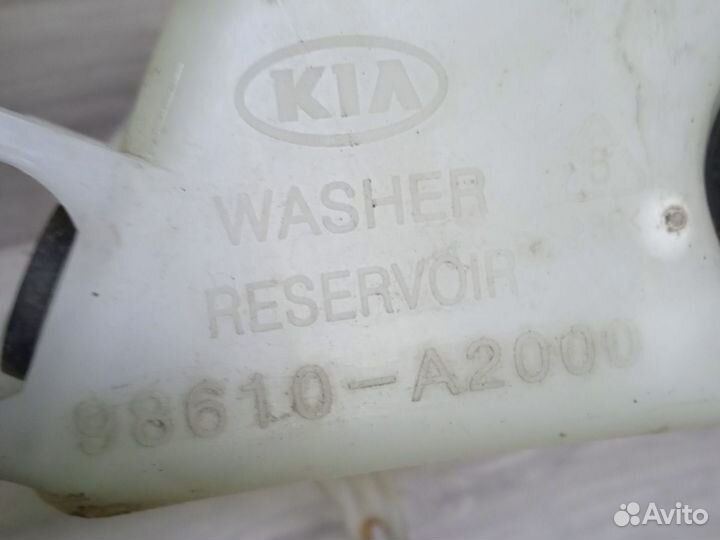 KIA
WASHER
RESERVOIR
98610-A2000
Avito